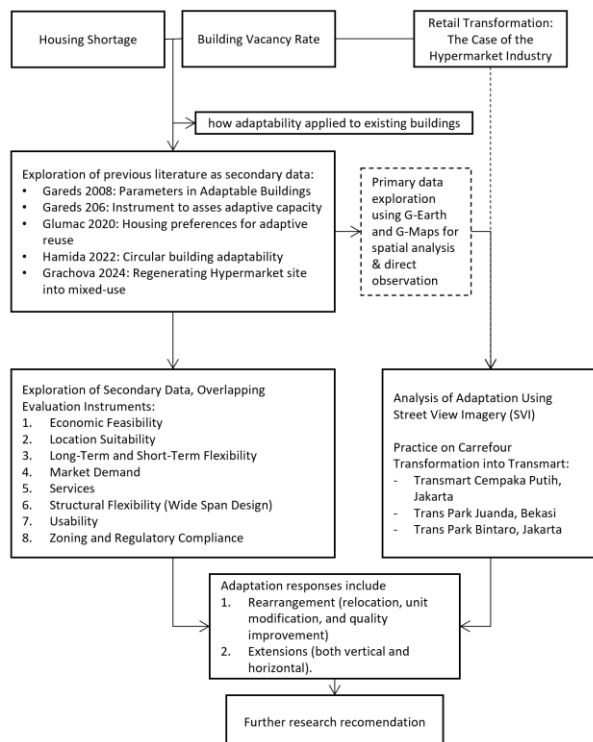 Housing Shortage
Building Vacancy Rate
Retail Transformation:
The Case of the
Hypermarket Industry
how adaptability applied to existing buildings
Exploration of previous literature as secondary data:
• Gareds 2008: Parameters in Adaptable Buildings
• Gareds 206: Instrument to asses adaptive capacity
• Glumac 2020: Housing preferences for adaptive
reuse
• Hamida 2022: Circular building adaptability
• Grachova 2024: Regenerating Hypermarket site
into mixed-use
Primary data
exploration
using G-Earth
and G-Maps for
spatial analysis
& direct
observation
Exploration of Secondary Data, Overlapping
Evaluation Instruments:
1. Economic Feasibility
2. Location Suitability
3. Long-Term and Short-Term Flexibility
4. Market Demand
5. Services
6. Structural Flexibility (Wide Span Design)
7. Usability
8. Zoning and Regulatory Compliance
Analysis of Adaptation Using
Street View Imagery (SVI)
Practice on Carrefour
Transformation into Transmart:
- Transmart Cempaka Putih,
Jakarta
- Trans Park Juanda, Bekasi
- Trans Park Bintaro, Jakarta
Adaptation responses include
1. Rearrangement (relocation, unit
modification, and quality
improvement)
2. Extensions (both vertical and
horizontal).
Further research recomendation